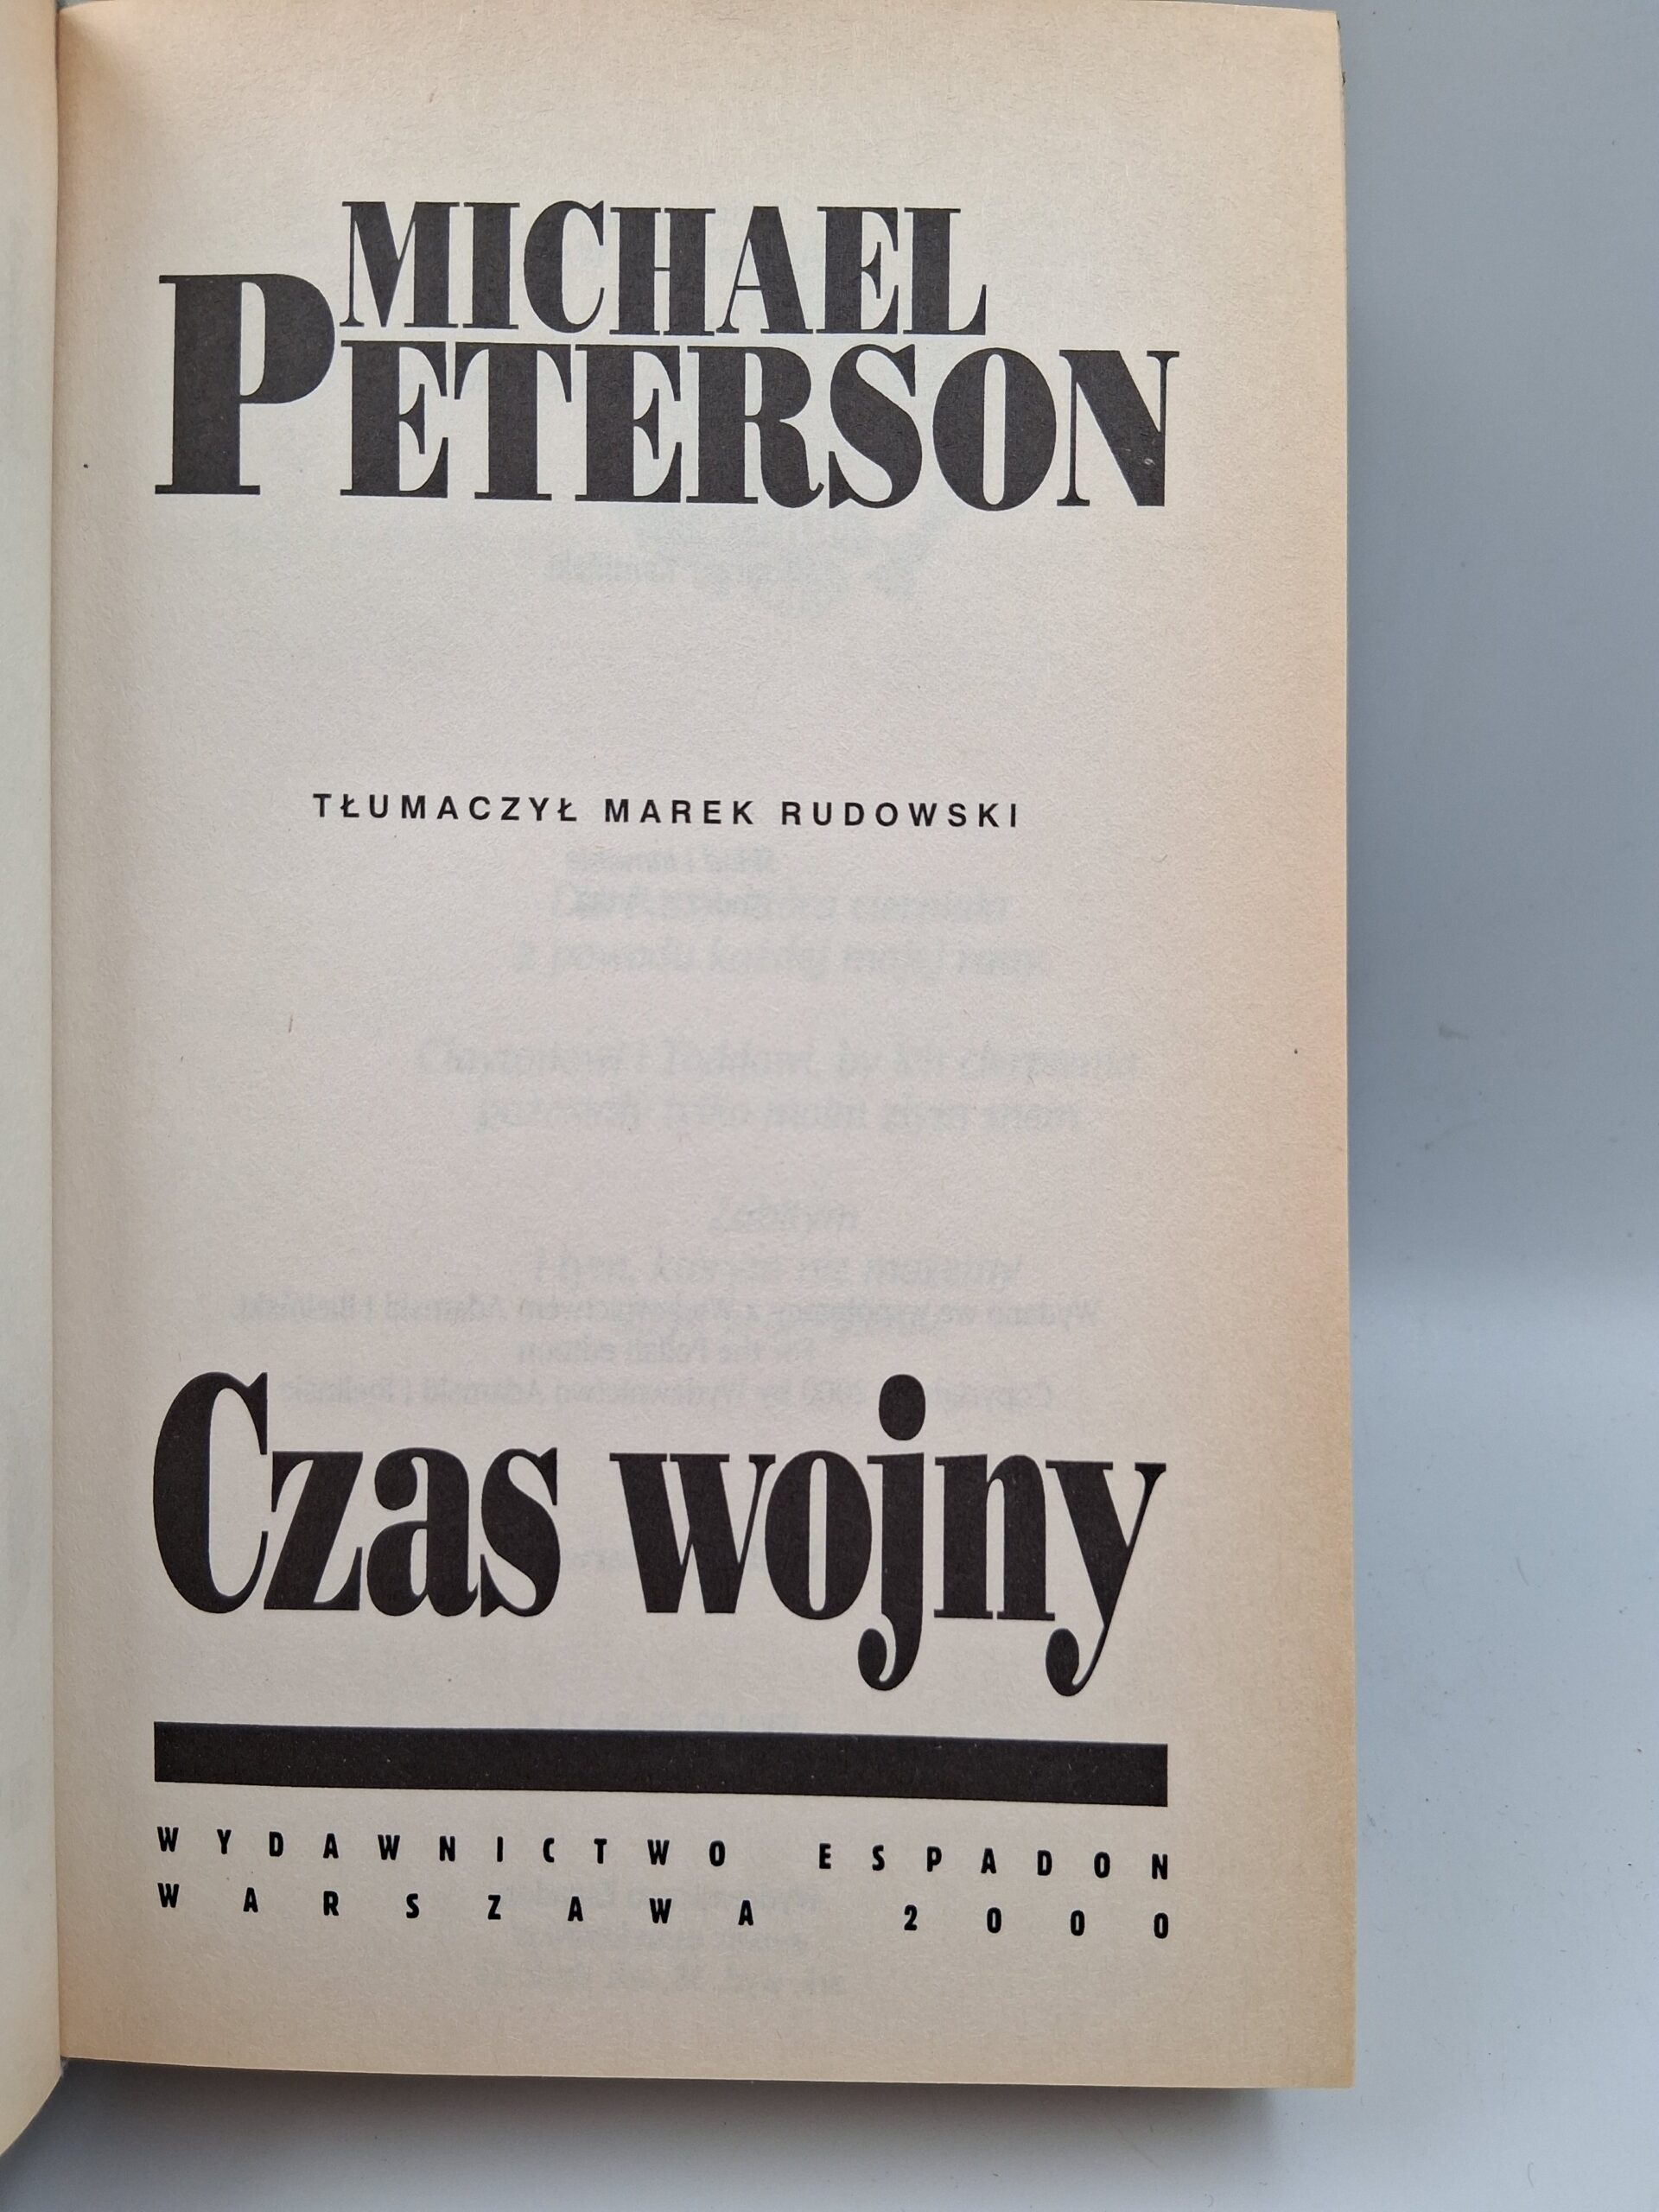 MICHAEL
PETERSON
TŁUMACZYŁ MAREK RUDOWSKI
Czas wojny
WYDAWNICTWO ESPADON
WARSZAWA 2000